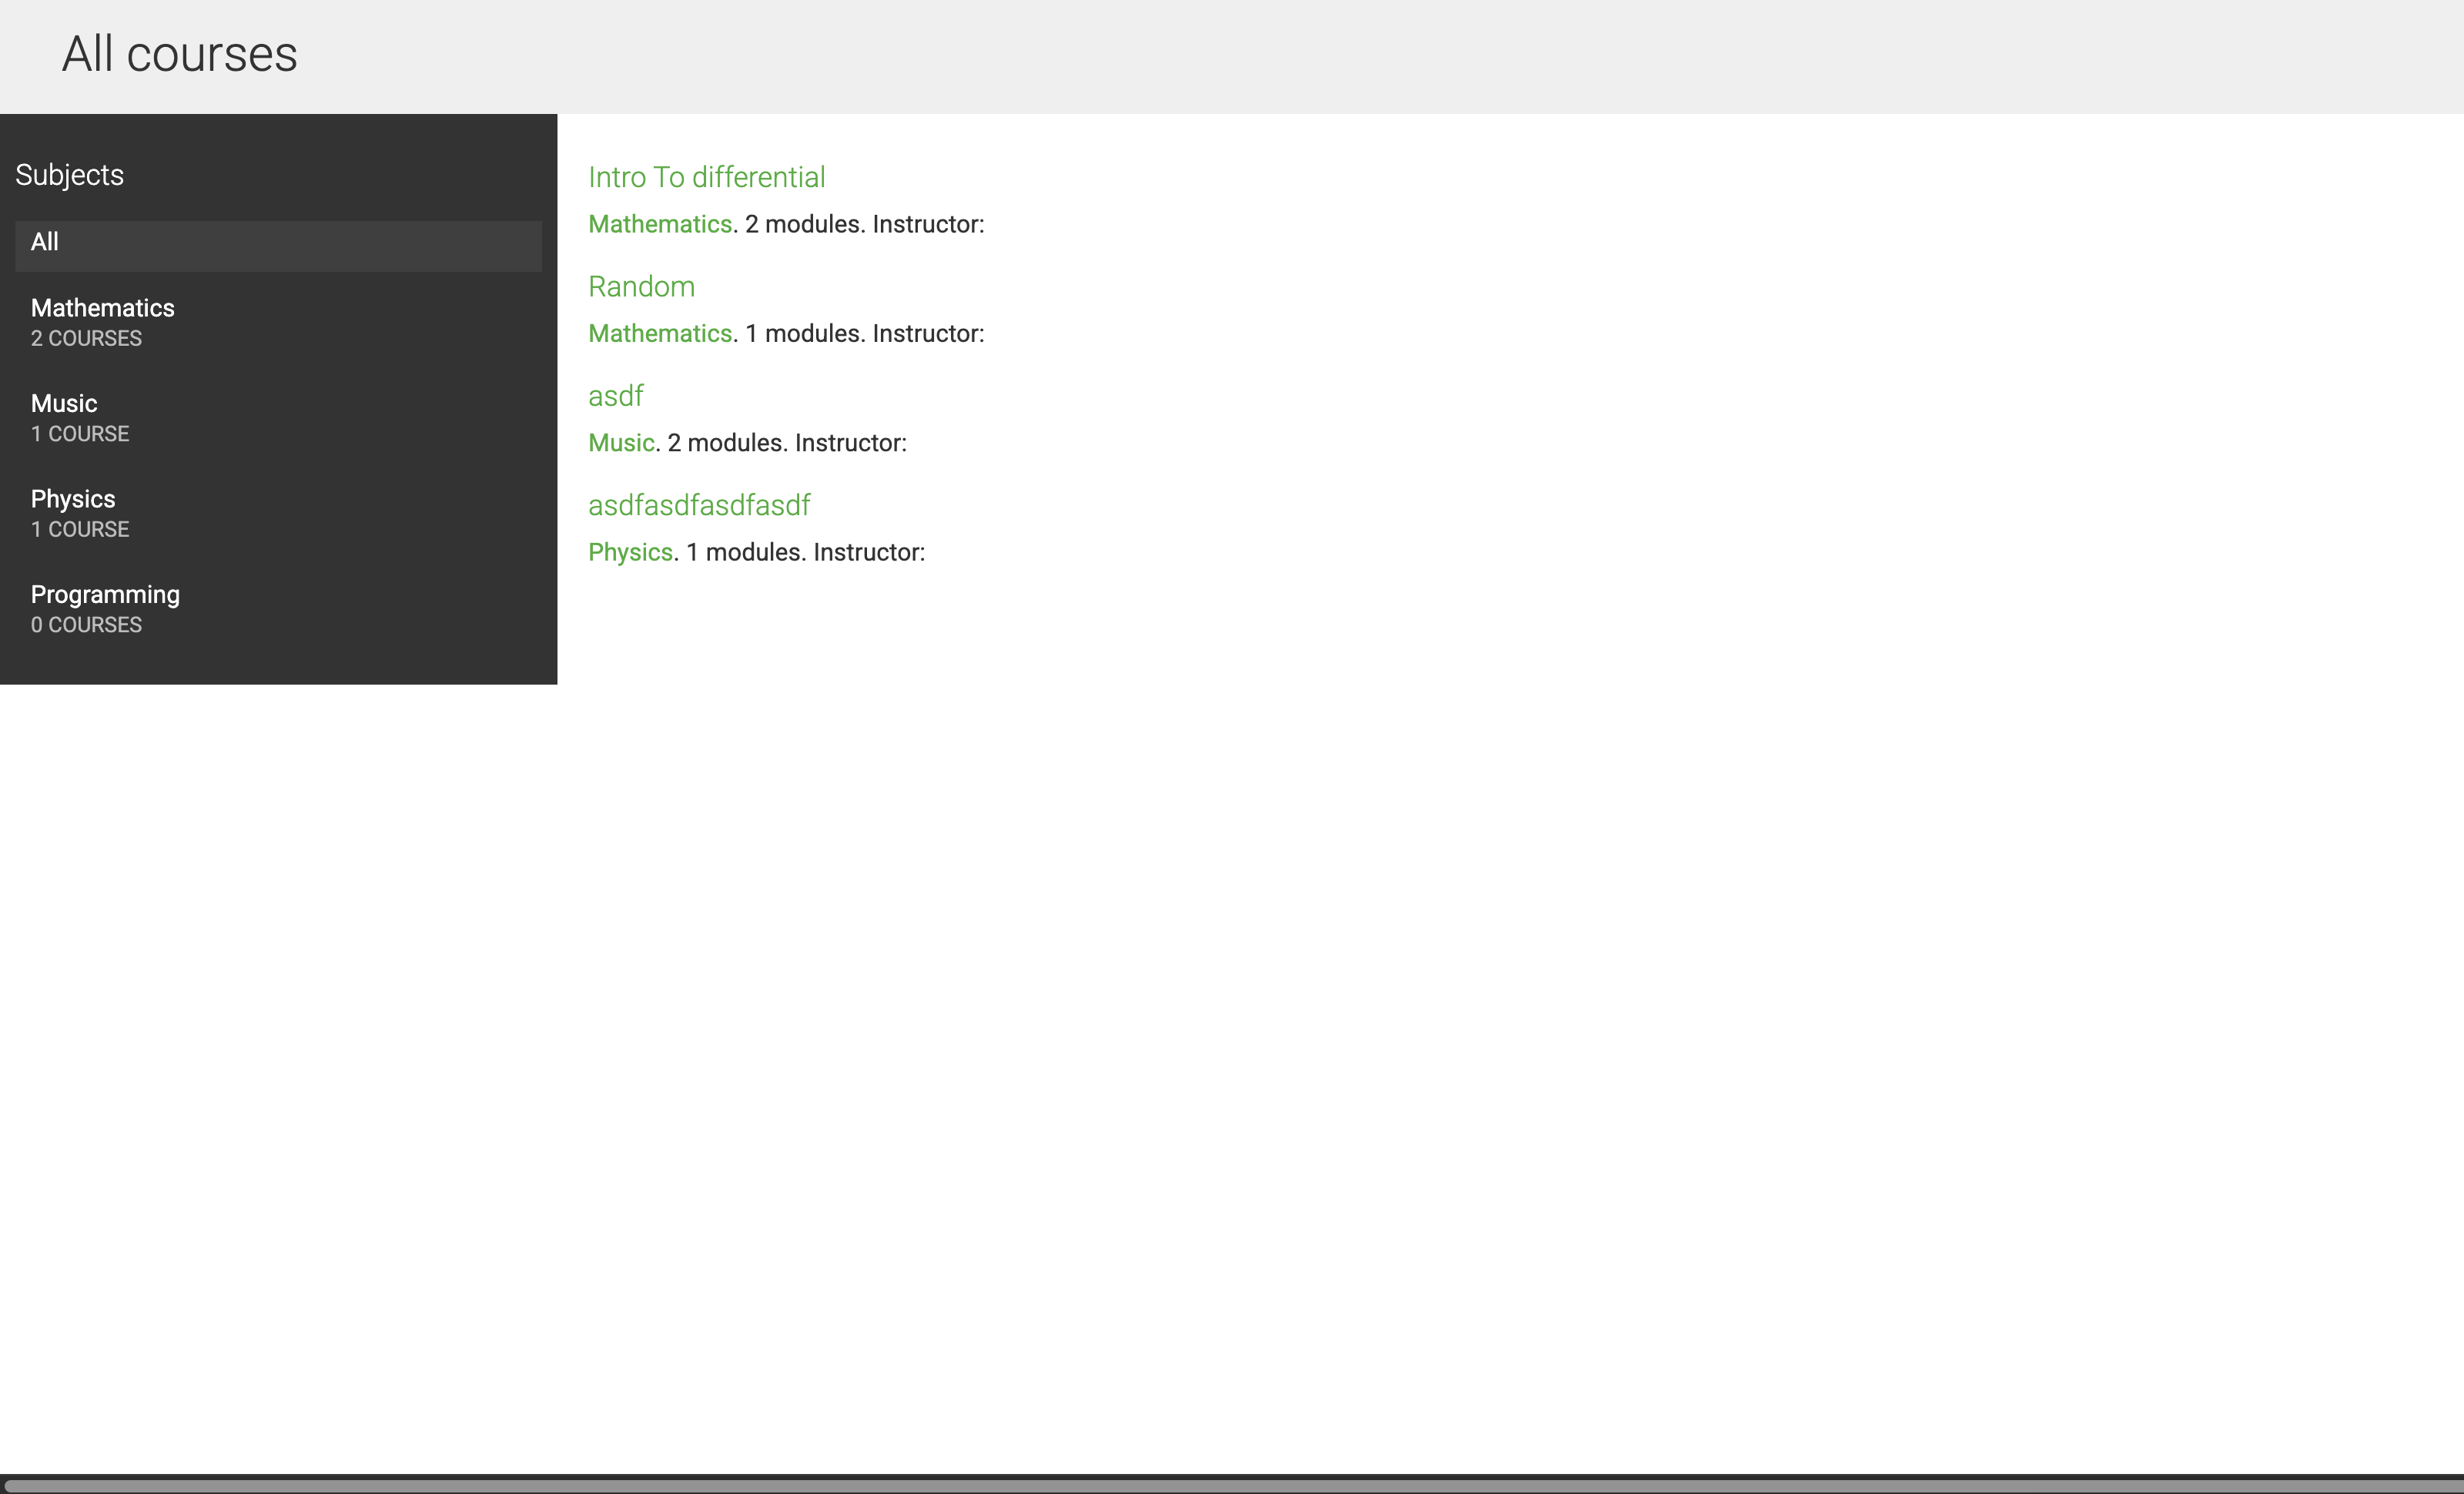 All courses
Subjects
All
Mathematics
2 COURSES
Music
1 COURSE
Physics
1 COURSE
Programming
0 COURSES
Intro To differential
Mathematics. 2 modules. Instructor:
Random
Mathematics. 1 modules. Instructor:
asdf
Music. 2 modules. Instructor:
asdfasdfasdfasdf
Physics. 1 modules. Instructor: